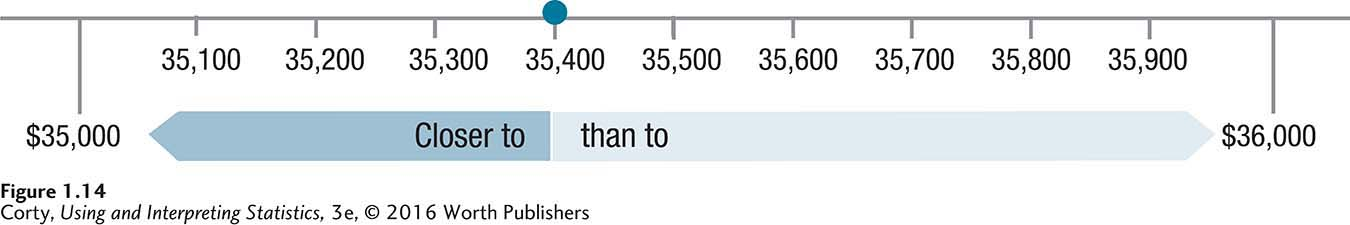 35,100 35,200 35,300 35,400 35,500 35,600 35,700 35,800 35,900
$35,000 Closer to than to $36,000
Figure 1.14
Corty, Using and Interpreting Statistics, 3e, © 2016 Worth Publishers